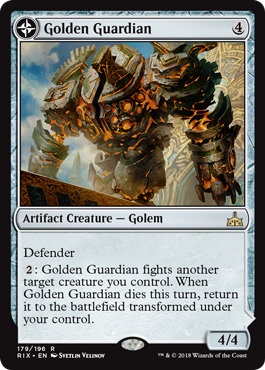 Golden Guardian 4
Artifact Creature — Golem
Defender
2: Golden Guardian fights another
target creature you control. When
Golden Guardian dies this turn, return
it to the battlefield transformed under
your control.
4/4
179/196 R
RIX • EN SVETLIN VELINOV
™ & © 2018 Wizards of the Coast